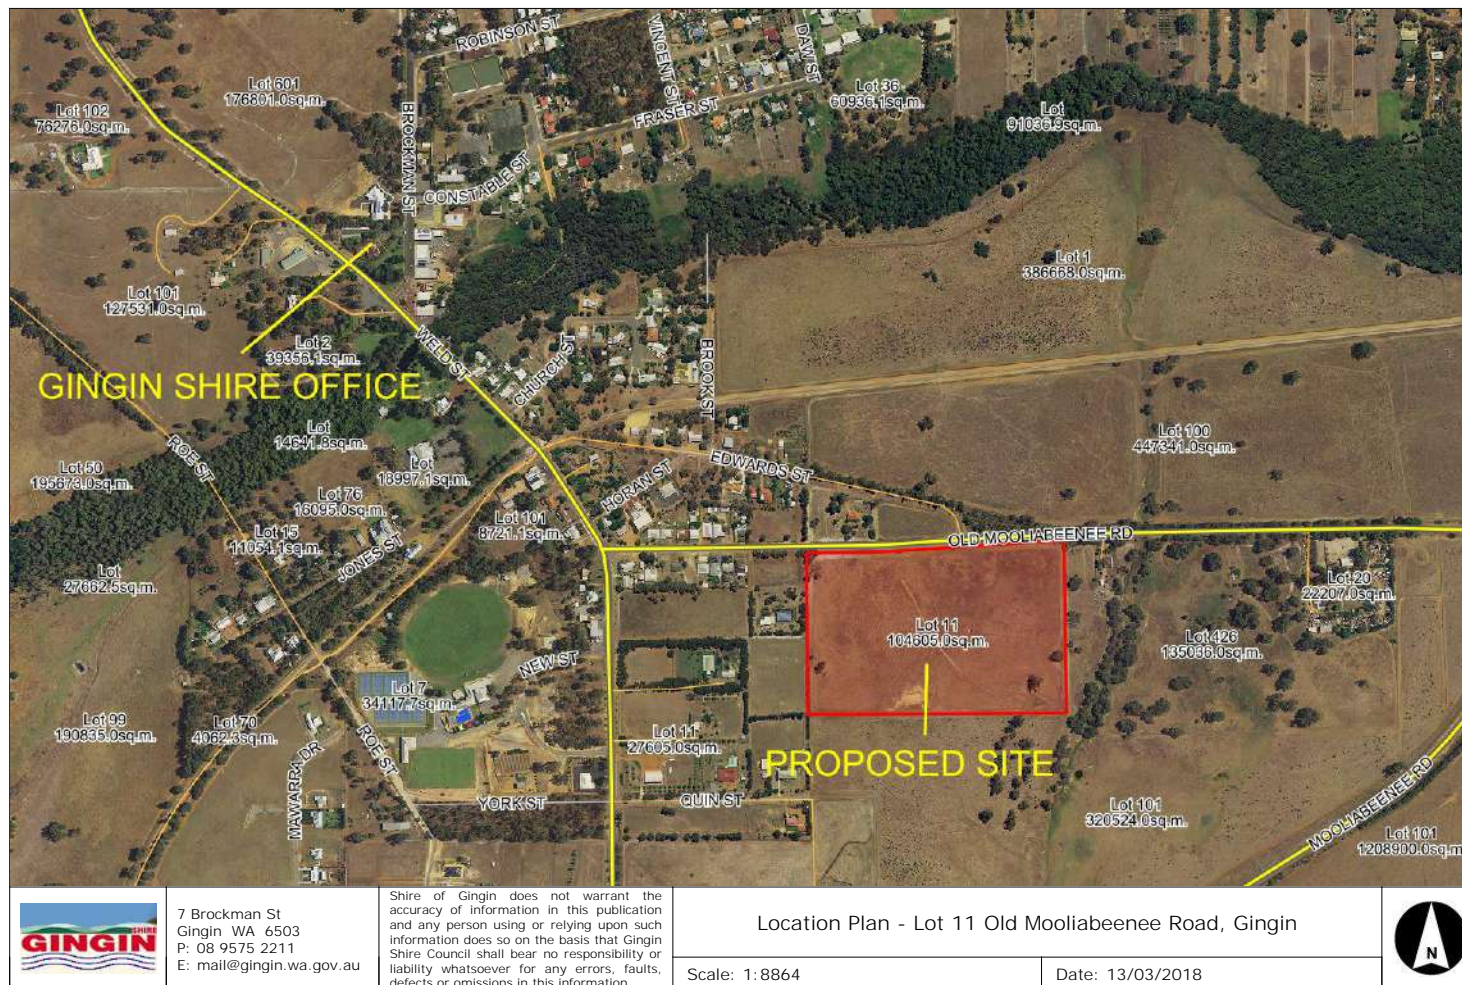 ROBINSON ST
VINCENT ST
DAW ST
Lot 601
176801.0sq.m.
Lot 36
60936.1sq.m.
Lot 102
76276.0sq.m.
FRASER ST
Lot
91036.9sq.m.
BROCKMAN ST
CONSTABLE ST
Lot 1
386668.0sq.m.
Lot 101
127531.0sq.m.
Lot 2
39356.1sq.m.
WELD ST
CHURCH ST
BROOK ST
GINGIN SHIRE OFFICE
Lot
14641.8sq.m.
Lot 100
447341.0sq.m.
ROE ST
Lot 50
195673.0sq.m.
Lot
18997.1sq.m.
HORAN ST
EDWARDS ST
Lot 76
16095.0sq.m.
Lot 101
8721.1sq.m.
Lot 15
11054.1sq.m.
OLD MOOLIABEENEE RD
JONES ST
Lot
27662.5sq.m.
Lot 20
22207.0sq.m.
Lot 11
104605.0sq.m.
Lot 426
135036.0sq.m.
NEW ST
Lot 7
34117.7sq.m.
Lot 99
190835.0sq.m.
Lot 70
4062.3sq.m.
Lot 11
27605.0sq.m.
MAWARRA DR
ROE ST
PROPOSED SITE
YORK ST
QUIN ST
Lot 101
320524.0sq.m.
MOOLIABEENEE RD
Lot 101
1208900.0sq.m
SHIRE
GINGIN
7 Brockman St
Gingin WA 6503
P: 08 9575 2211
E: mail@gingin.wa.gov.au
Shire of Gingin does not warrant the
accuracy of information in this publication
and any person using or relying upon such
information does so on the basis that Gingin
Shire Council shall bear no responsibility or
liability whatsoever for any errors, faults,
defects or omissions in this information
Location Plan - Lot 11 Old Mooliabeenee Road, Gingin
Scale: 1:8864
Date: 13/03/2018
N